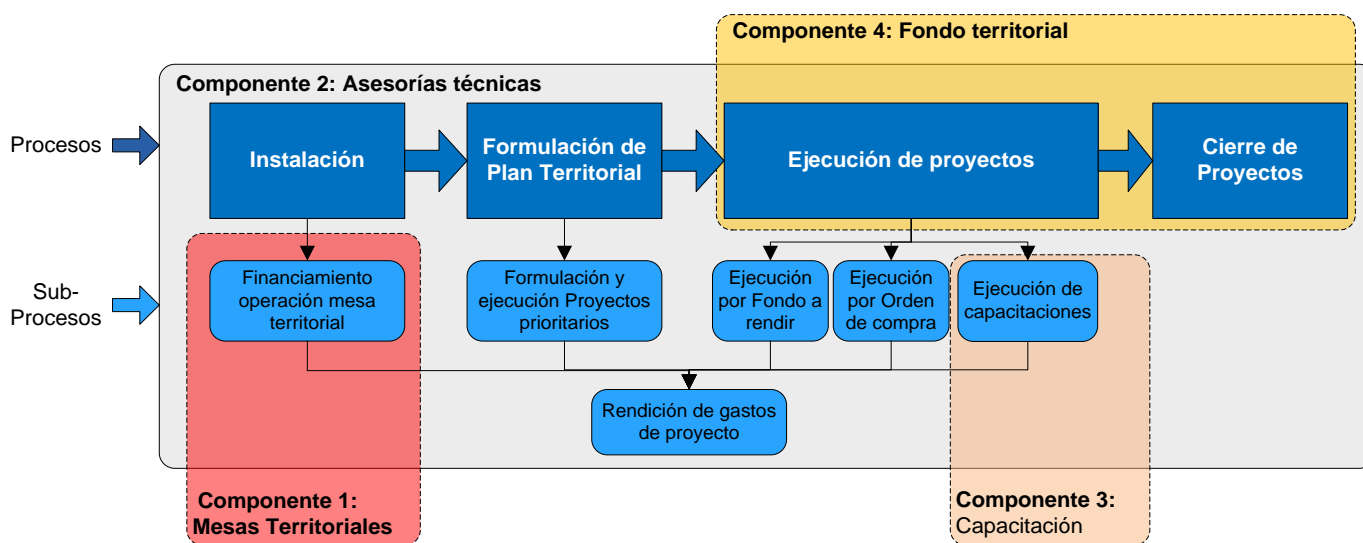 Componente 4: Fondo territorial
Componente 2: Asesorías técnicas
Procesos
Instalación
Formulación de
Plan Territorial
Ejecución de proyectos
Cierre de
Proyectos
Sub-
Procesos
Financiamiento
operación mesa
territorial
Formulación y
ejecución Proyectos
prioritarios
Ejecución
por Fondo a
rendir
Ejecución
por Orden
de compra
Ejecución de
capacitaciones
Rendición de gastos
de proyecto
Componente 1:
Mesas Territoriales
Componente 3:
Capacitación